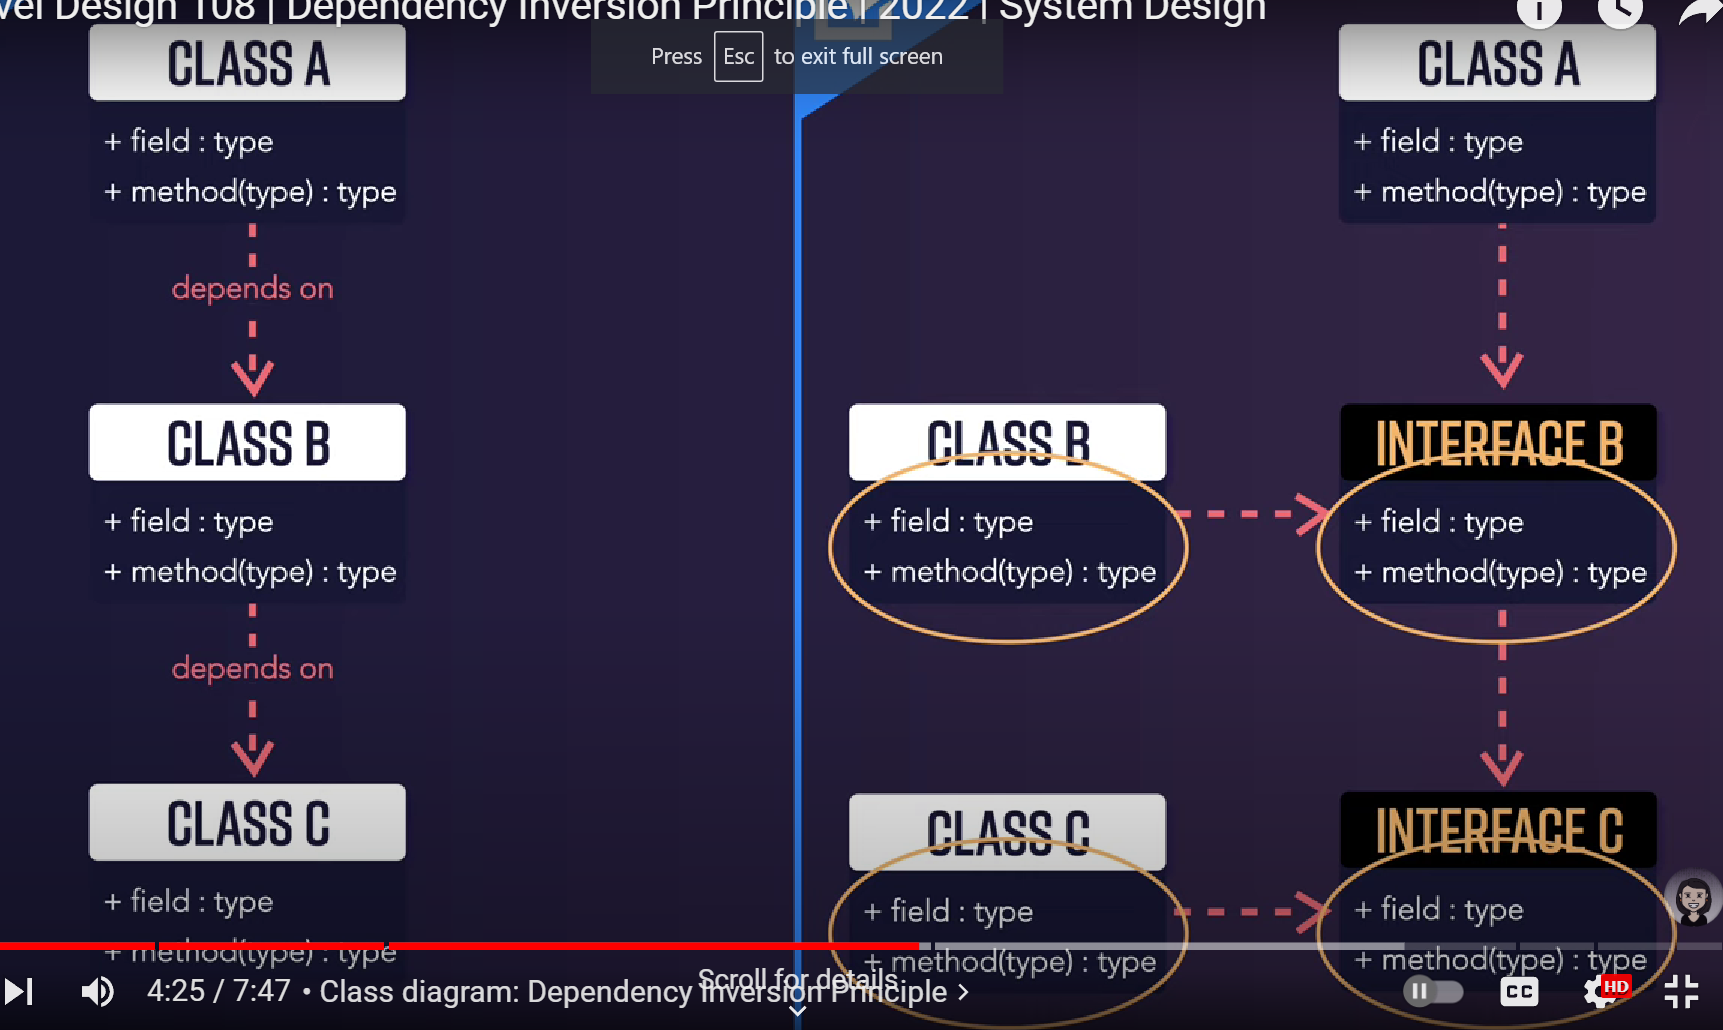 vel Design 108 | Dependency Inversion Principle | 2022 | System Design
Press Esc to exit full screen
CLASS A
+ field : type
+ method(type) : type
depends on
CLASS B
+ field : type
+ method(type) : type
depends on
CLASS C
+ field : type
+ method(type) : type
CLASS A
+ field : type
+ method(type) : type
CLASS B
+ field : type
+ method(type) : type
INTERFACE B
+ field : type
+ method(type) : type
CLASS C
+ field : type
+ method(type) : type
INTERFACE C
+ field : type
+ method(type) : type
Scroll for details
4:25 / 7:47 • Class diagram: Dependency Inversion Principle >
CC
HD